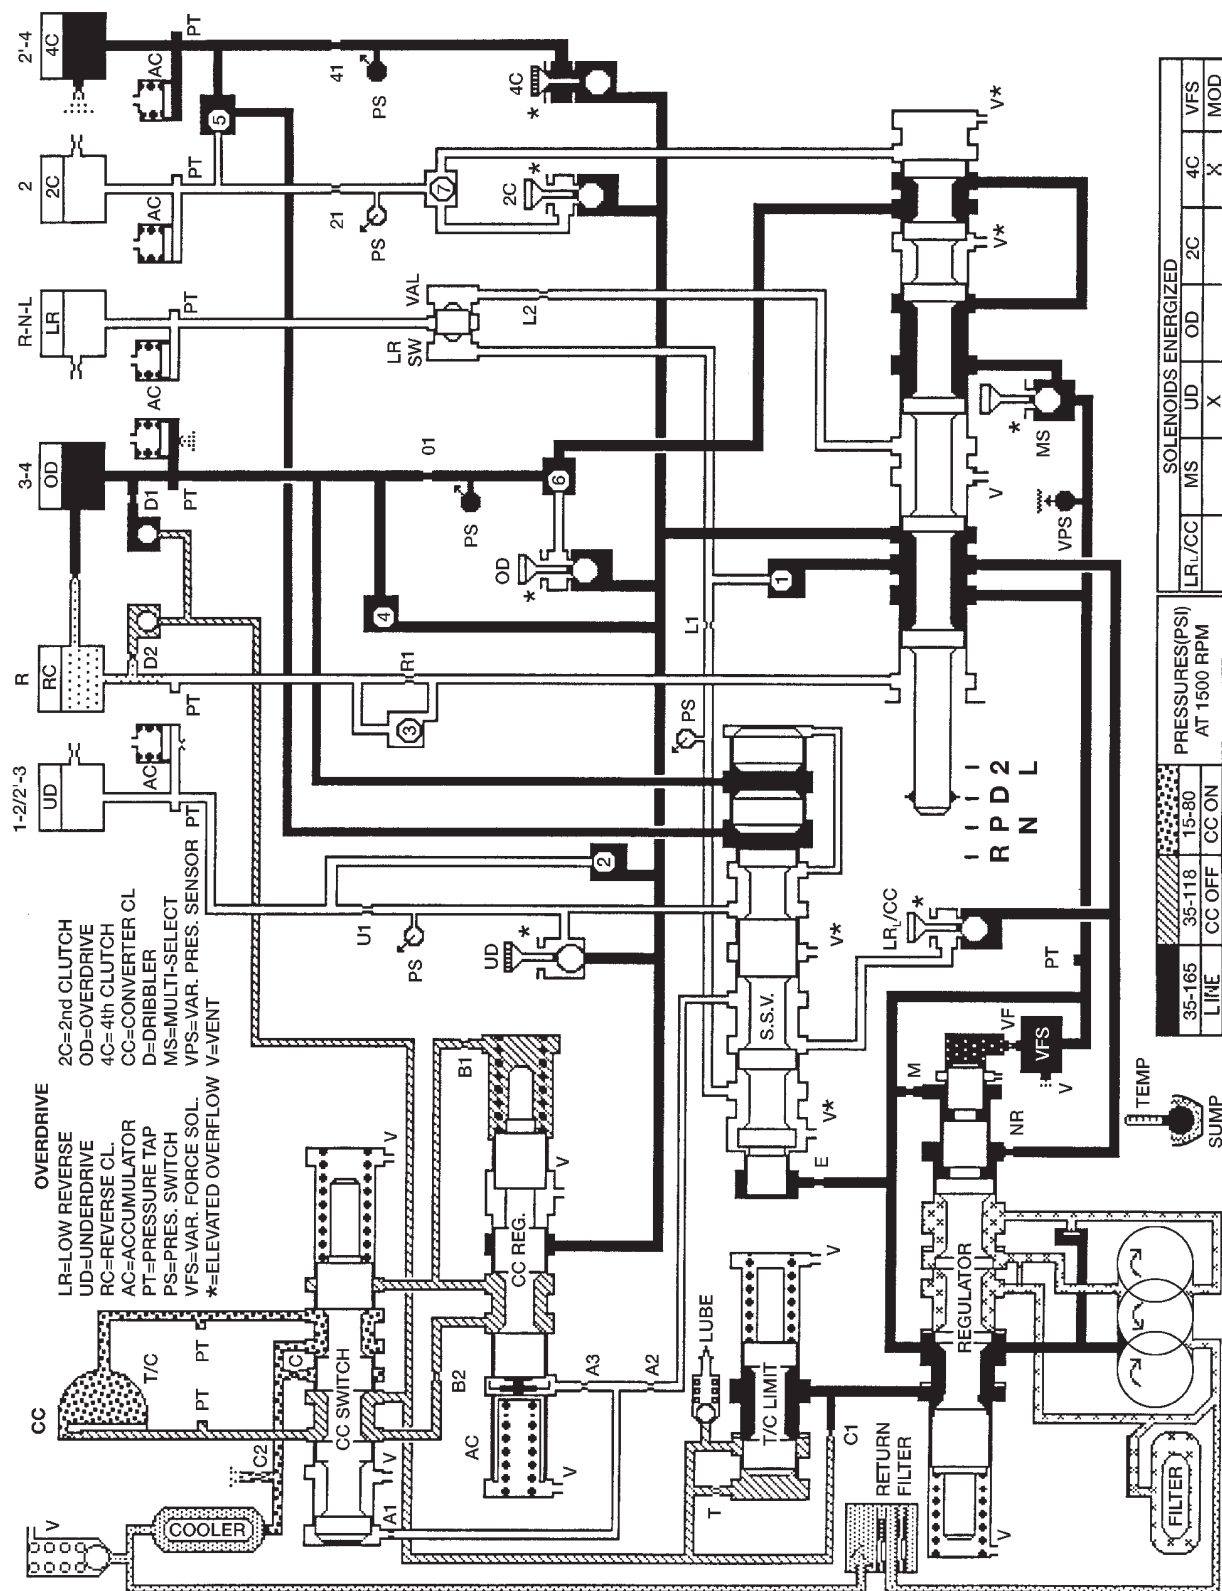 OVERDRIVE
LR=LOW REVERSE
UD=UNDERDRIVE
RC=REVERSE CL.
AC=ACCUMULATOR
PT=PRESSURE TAP
PS=PRES. SWITCH
VFS=VAR. FORCE SOL.
*=ELEVATED OVERFLOW
2C=2nd CLUTCH
OD=OVERDRIVE
4C=4th CLUTCH
CC=CONVERTER CL
D=DRIBBLER
MS=MULTI-SELECT
VPS=VAR. PRES. SENSOR
V=VENT
CC
T/C
PT
PT
V
COOLER
C2
C
CC SWITCH
V
V
A1
B1
B2
CC REG.
V
AC
V
A3
A2
1-2/2'-3
UD
AC
PT
U1
PS
UD
*
2
R
RC
D2
PT
R1
3
3-4
OD
D1
AC
PT
01
PS
4
OD
*
6
R-N-L
LR
AC
PT
LR
SW
VAL
L2
L1
1
PS
2
2C
AC
PT
21
PS
7
2C
*
2'-4
4C
AC
PT
5
41
PS
4C
*
S.S.V.
V*
V*
E
LRL/CC
*
LUBE
T
T/C LIMIT
V
C1
RETURN
FILTER
REGULATOR
V
FILTER
M
NR
VF
VFS
V
PT
TEMP
SUMP
R P D 2
N L
V
V*
V*
MS
*
VPS
35-165
35-118
15-80
PRESSURES(PSI)
AT 1500 RPM
LINE
CC OFF
CC ON
SOLENOIDS ENERGIZED
LRL/CC
MS
UD
OD
2C
4C
VFS
X
X
MOD